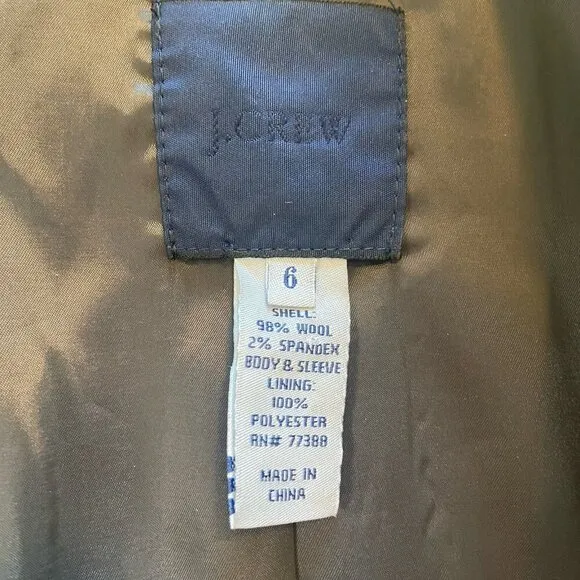 J.CREW
6
SHELL:
98% WOOL
2% SPANDEX
BODY & SLEEVE
LINING:
100%
POLYESTER
RN# 77388
MADE IN
CHINA